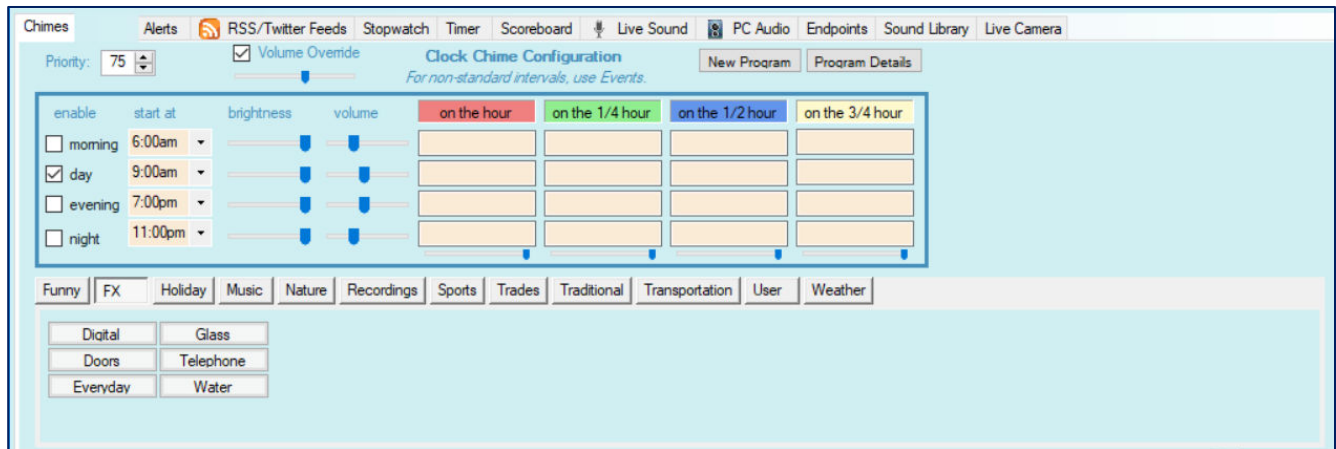 Chimes Alerts RSS/Twitter Feeds Stopwatch Timer Scoreboard Live Sound PC Audio Endpoints Sound Library Live Camera
Priority: 75 Volume Override Clock Chime Configuration New Program Program Details
For non-standard intervals, use Events.
enable start at brightness volume on the hour on the 1/4 hour on the 1/2 hour on the 3/4 hour
morning 6:00am
day 9:00am
evening 7:00pm
night 11:00pm
Funny FX Holiday Music Nature Recordings Sports Trades Traditional Transportation User Weather
Digital Glass
Doors Telephone
Everyday Water